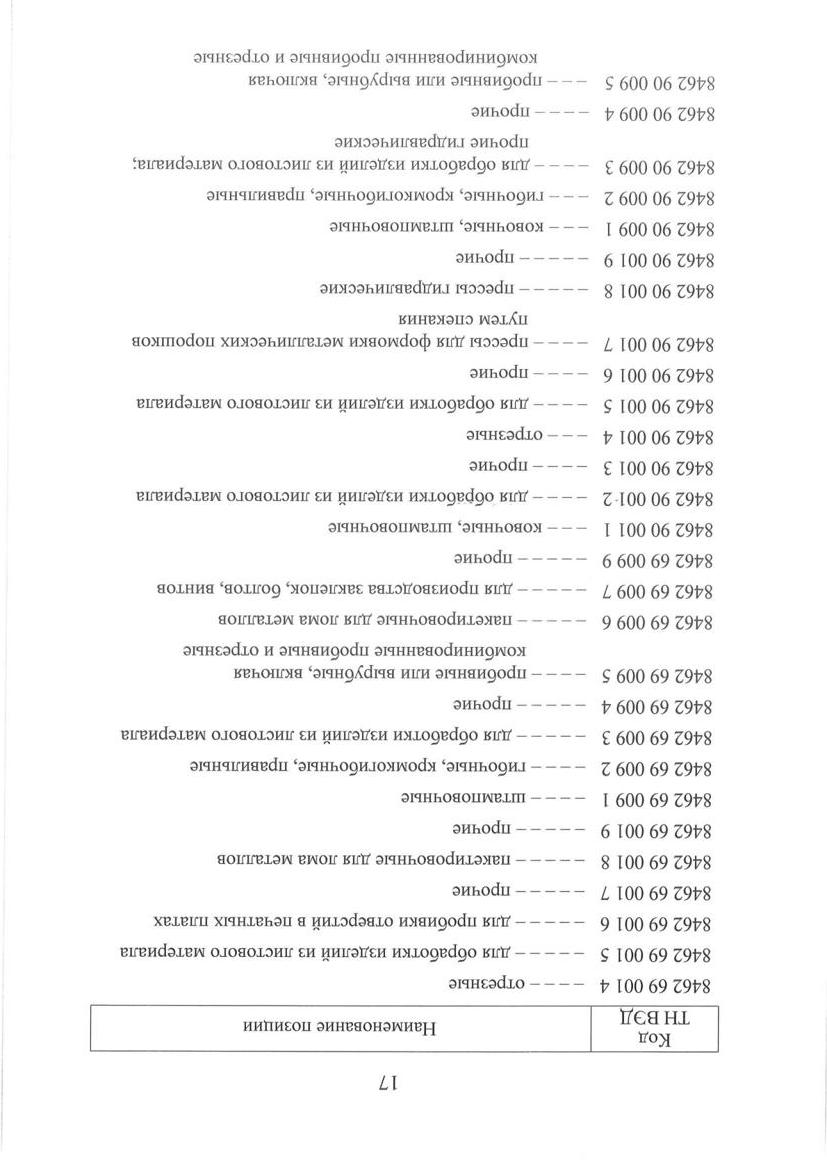 17
Код
ТН ВЭД
Наименование позиции
8462 69 001 4 – – – – отрезные
8462 69 001 5 – – – – – для обработки изделий из листового материала
8462 69 001 6 – – – – – для пробивки отверстий в печатных платах
8462 69 001 7 – – – – – прочие
8462 69 001 8 – – – – – пакетировочные для лома металлов
8462 69 001 9 – – – – – прочие
8462 69 009 1 – – – – штамповочные
8462 69 009 2 – – – – гибочные, кромкогибочные, правильные
8462 69 009 3 – – – – – для обработки изделий из листового материала
8462 69 009 4 – – – – – прочие
8462 69 009 5 – – – – пробивные или вырубные, включая
комбинированные пробивные и отрезные
8462 69 009 6 – – – – – пакетировочные для лома металлов
8462 69 009 7 – – – – – для производства заклепок, болтов, винтов
8462 69 009 9 – – – – – прочие
8462 90 001 1 – – – ковочные, штамповочные
8462 90 001 2 – – – – для обработки изделий из листового материала
8462 90 001 3 – – – – прочие
8462 90 001 4 – – – отрезные
8462 90 001 5 – – – – для обработки изделий из листового материала
8462 90 001 6 – – – – прочие
8462 90 001 7 – – – – прессы для формовки металлических порошков
путем спекания
8462 90 001 8 – – – – – прессы гидравлические
8462 90 001 9 – – – – – прочие
8462 90 009 1 – – – ковочные, штамповочные
8462 90 009 2 – – – гибочные, кромкогибочные, правильные
8462 90 009 3 – – – – для обработки изделий из листового материала;
прочие гидравлические
8462 90 009 4 – – – – прочие
8462 90 009 5 – – – пробивные или вырубные, включая
комбинированные пробивные и отрезные